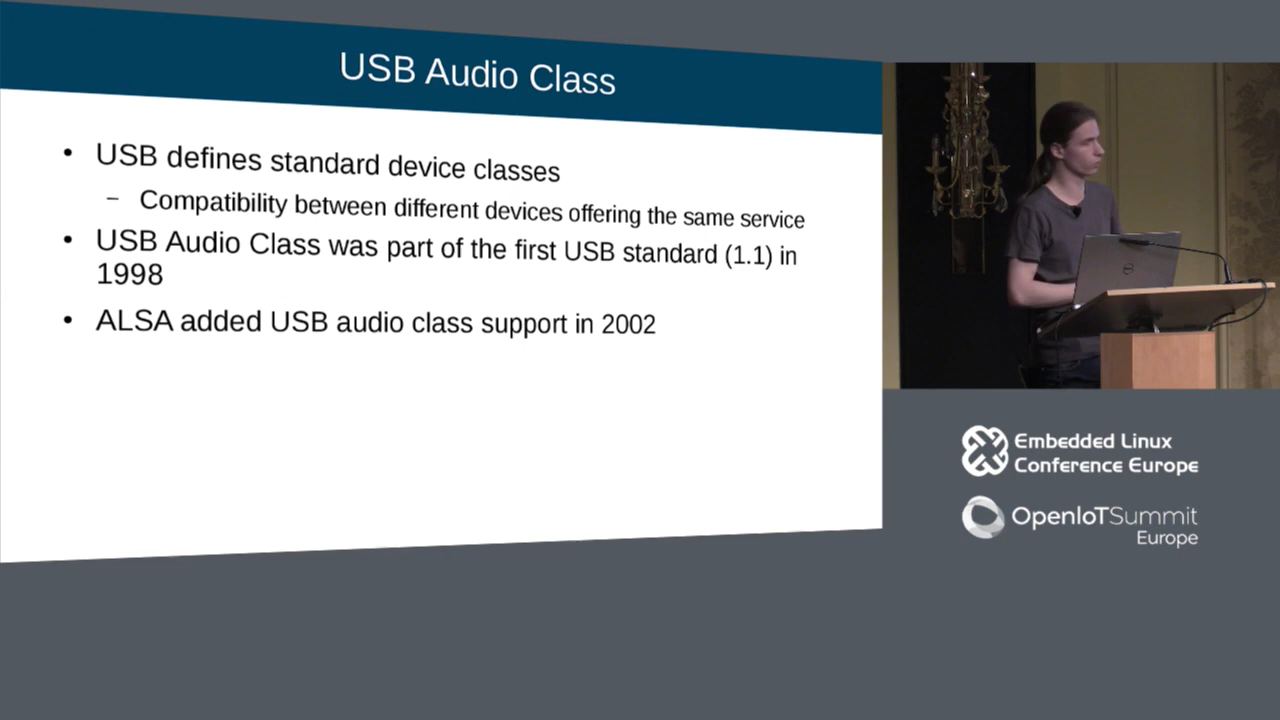 USB Audio Class
• USB defines standard device classes
– Compatibility between different devices offering the same service
• USB Audio Class was part of the first USB standard (1.1) in
1998
• ALSA added USB audio class support in 2002
Embedded Linux
Conference Europe
OpenIoTSummit
Europe